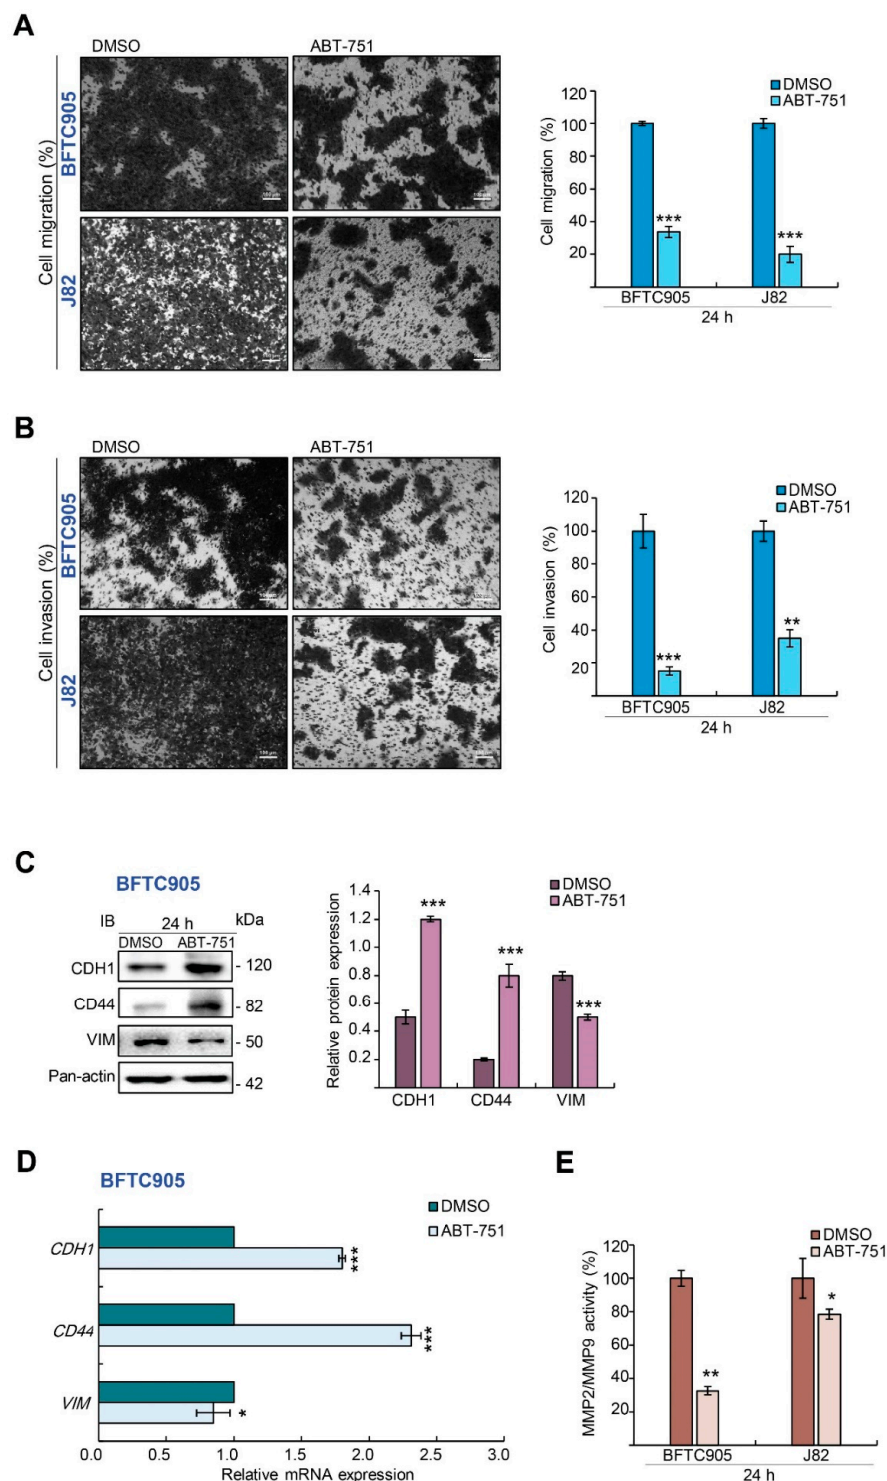 A
DMSO
ABT-751
Cell migration (%)
BFTC905
J82
100 µm
Cell migration (%)
120
100
80
60
40
20
DMSO
ABT-751
***
***
BFTC905
J82
24 h
B
DMSO
ABT-751
Cell invasion (%)
BFTC905
J82
100 µm
Cell invasion (%)
120
100
80
60
40
20
DMSO
ABT-751
***
**
BFTC905
J82
24 h
C
BFTC905
IB
24 h
kDa
DMSO
ABT-751
CDH1
- 120
CD44
- 82
VIM
- 50
Pan-actin
- 42
Relative protein expression
1.4
1.2
1.0
0.8
0.6
0.4
0.2
DMSO
ABT-751
***
***
***
CDH1
CD44
VIM
D
BFTC905
DMSO
ABT-751
CDH1
***
CD44
***
VIM
*
0.0
0.5
1.0
1.5
2.0
2.5
3.0
Relative mRNA expression
E
MMP2/MMP9 activity (%)
120
100
80
60
40
20
DMSO
ABT-751
**
*
BFTC905
J82
24 h